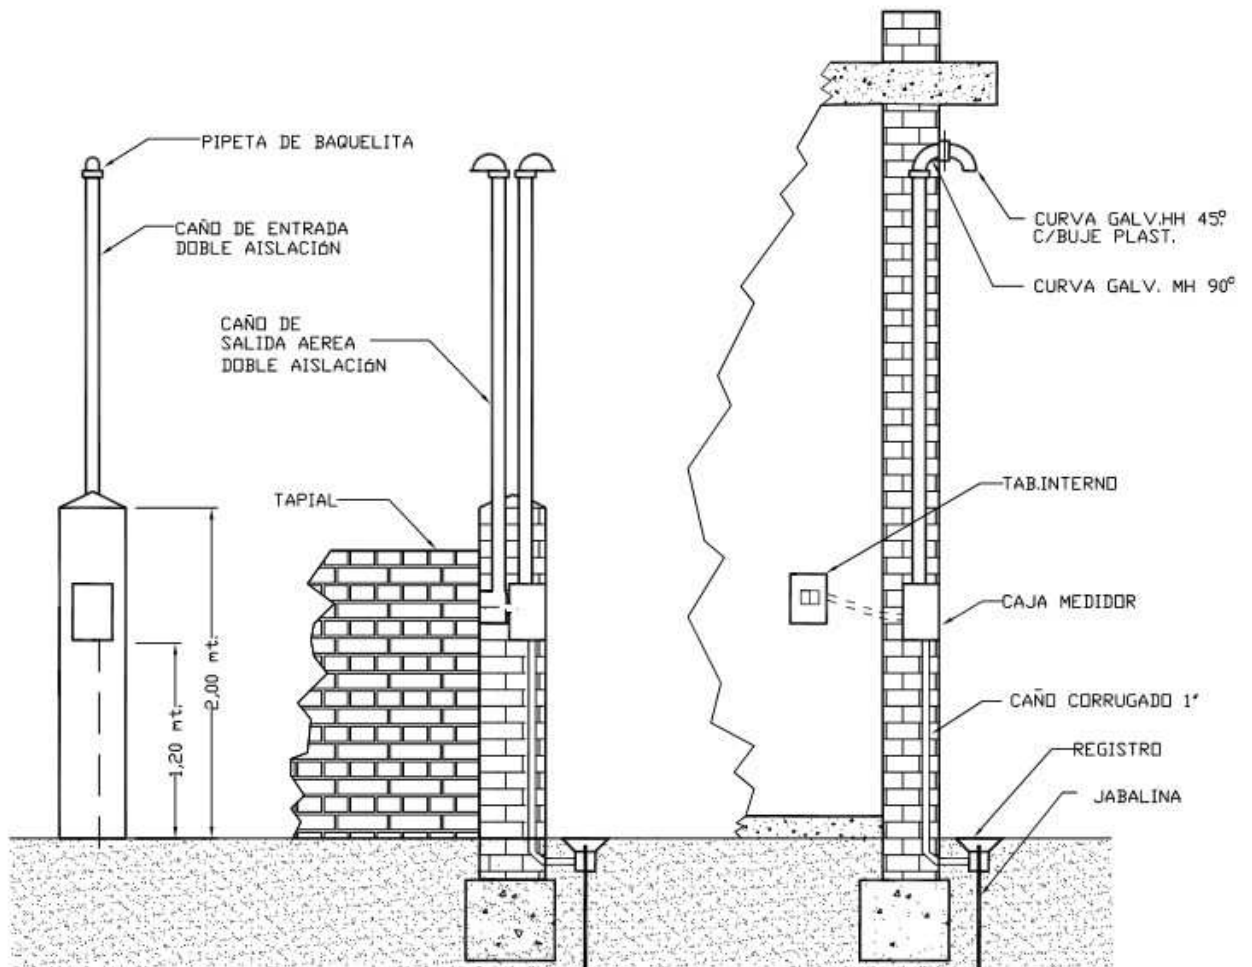 PIPETA DE BAQUELITA
CAÑO DE ENTRADA
DOBLE AISLACIóN
CAÑO DE
SALIDA AEREA
DOBLE AISLACIóN
TAPIAL
2,00 mt.
1,20 mt.
CURVA GALV.HH 45º
C/BUJE PLAST.
CURVA GALV. MH 90º
TAB.INTERNO
CAJA MEDIDOR
CAÑO CORRUGADO 1"
REGISTRO
JABALINA